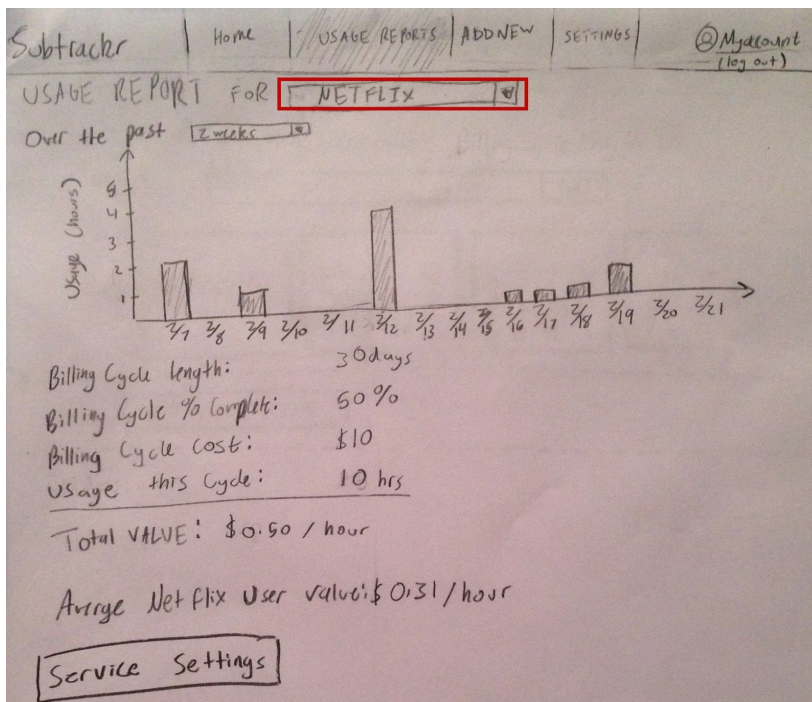 Subtrackr Home USAGE REPORTS ADD NEW SETTINGS Myaccount
(log out)
USAGE REPORT FOR NETFLIX
Over the past 2 weeks
Usage (hours)
5
4
3
2
1
2/7 2/8 2/9 2/10 2/11 2/12 2/13 2/14 2/15 2/16 2/17 2/18 2/19 2/20 2/21
Billing Cycle length: 30 days
Billing Cycle % Complete: 50%
Billing Cycle Cost: $10
Usage this Cycle: 10 hrs
Total VALUE: $0.50 / hour
Averge Netflix User value: $0.31 / hour
Service Settings